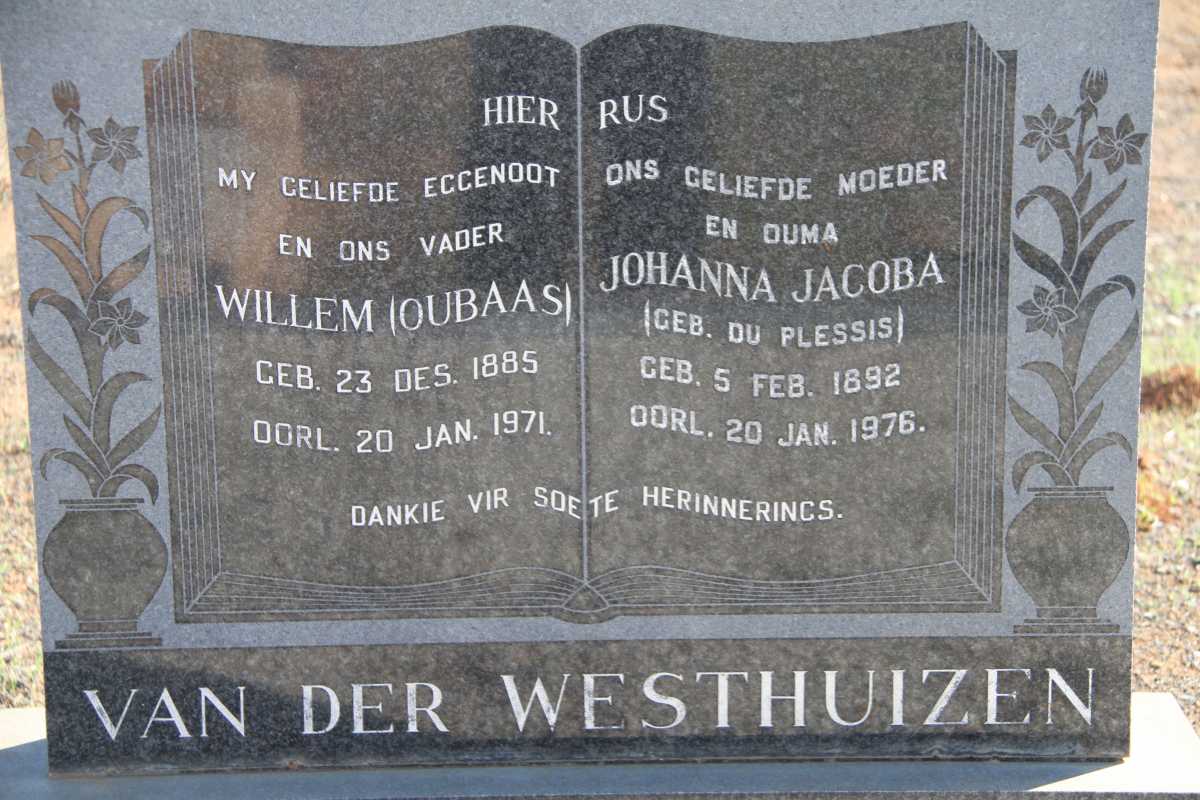 HIER RUS
MY GELIEFDE EGGENOOT
EN ONS VADER
WILLEM (OUBAAS)
GEB. 23 DES. 1885
OORL. 20 JAN. 1971.
ONS GELIEFDE MOEDER
EN OUMA
JOHANNA JACOBA
(GEB. DU PLESSIS)
GEB. 5 FEB. 1892
OORL. 20 JAN. 1976.
DANKIE VIR SOETE HERINNERINGS.
VAN DER WESTHUIZEN